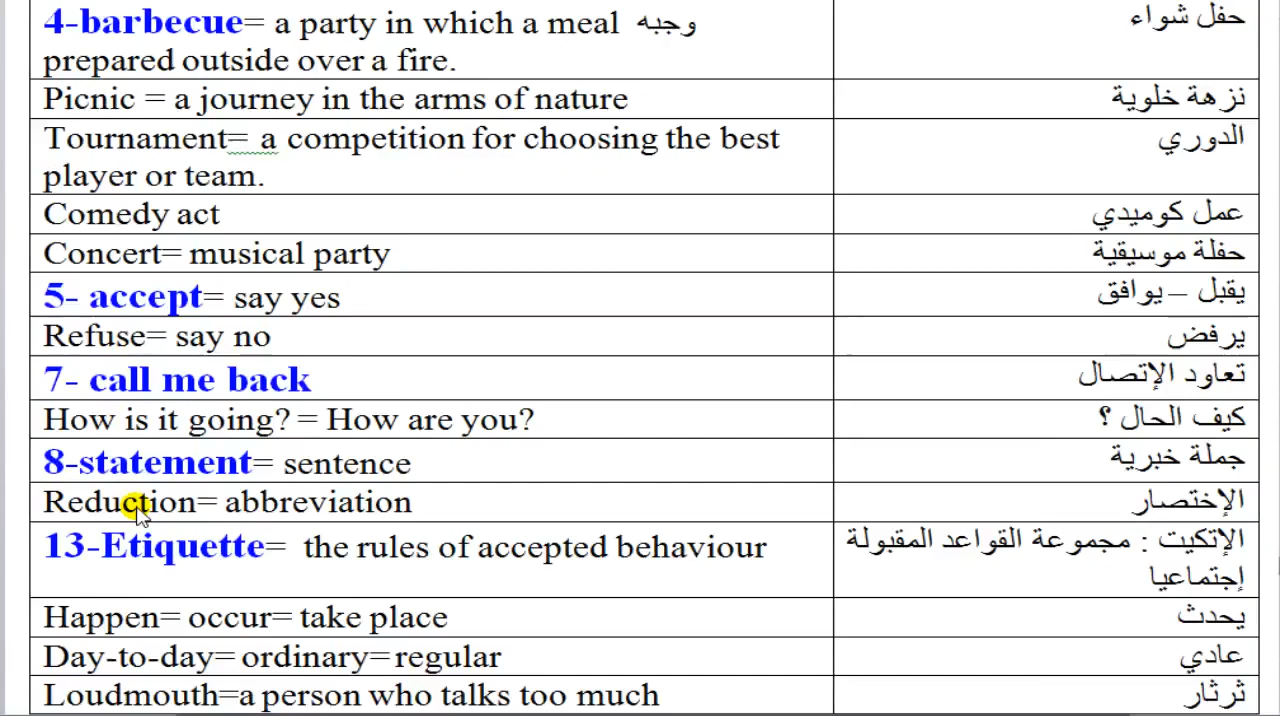 4-barbecue= a party in which a meal وجبه
prepared outside over a fire.
حفل شواء
Picnic = a journey in the arms of nature
نزهة خلوية
Tournament= a competition for choosing the best
player or team.
الدوري
Comedy act
عمل كوميدي
Concert= musical party
حفلة موسيقية
5- accept= say yes
يقبل – يوافق
Refuse= say no
يرفض
7- call me back
تعاود الإتصال
How is it going? = How are you?
كيف الحال ؟
8-statement= sentence
جملة خبرية
Reduction= abbreviation
الإختصار
13-Etiquette= the rules of accepted behaviour
الإتكيت : مجموعة القواعد المقبولة
إجتماعيا
Happen= occur= take place
يحدث
Day-to-day= ordinary=regular
عادي
Loudmouth=a person who talks too much
ثرثار